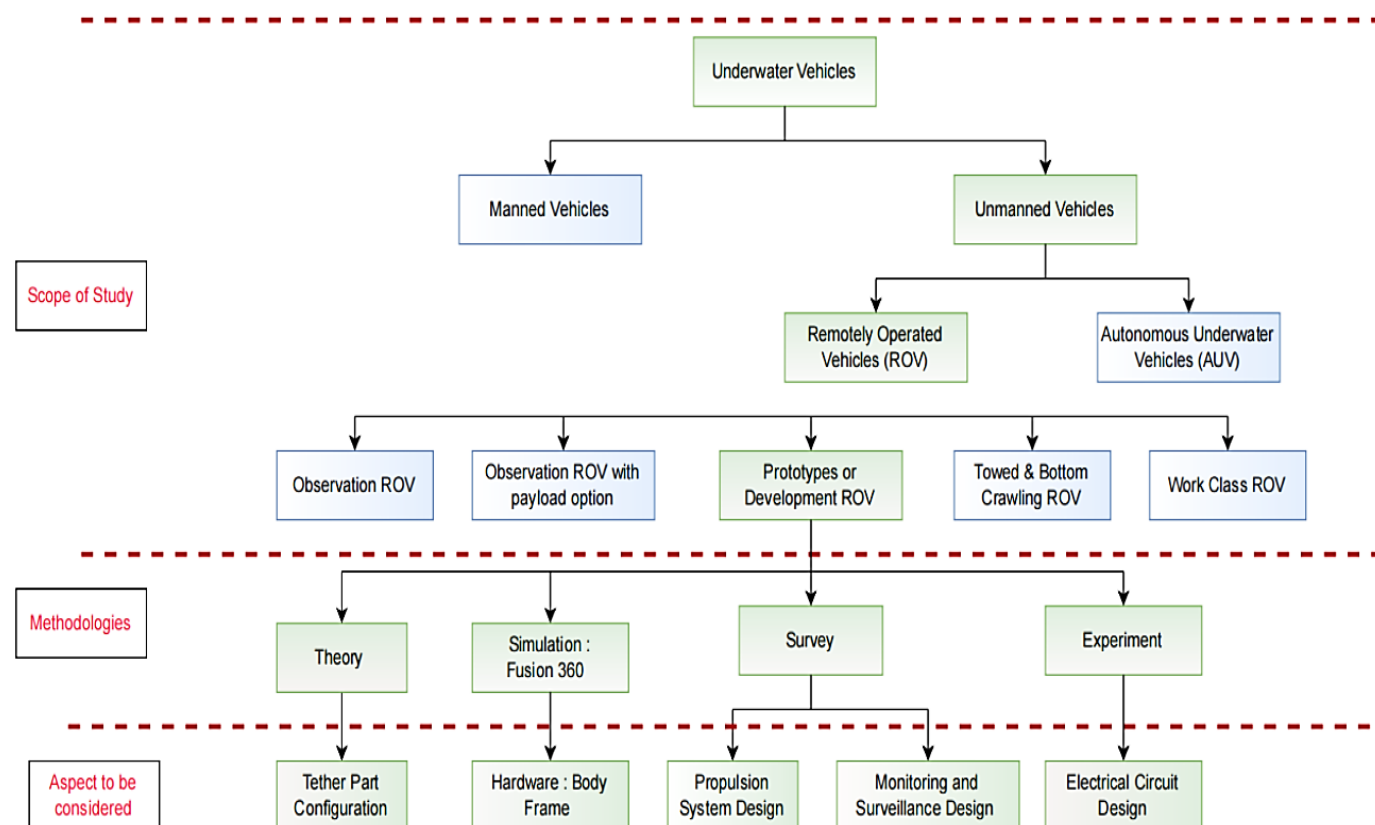 Underwater Vehicles
Manned Vehicles
Unmanned Vehicles
Scope of Study
Remotely Operated
Vehicles (ROV)
Autonomous Underwater
Vehicles (AUV)
Observation ROV
Observation ROV with
payload option
Prototypes or
Development ROV
Towed & Bottom
Crawling ROV
Work Class ROV
Methodologies
Theory
Simulation :
Fusion 360
Survey
Experiment
Aspect to be
considered
Tether Part
Configuration
Hardware : Body
Frame
Propulsion
System Design
Monitoring and
Surveillance Design
Electrical Circuit
Design